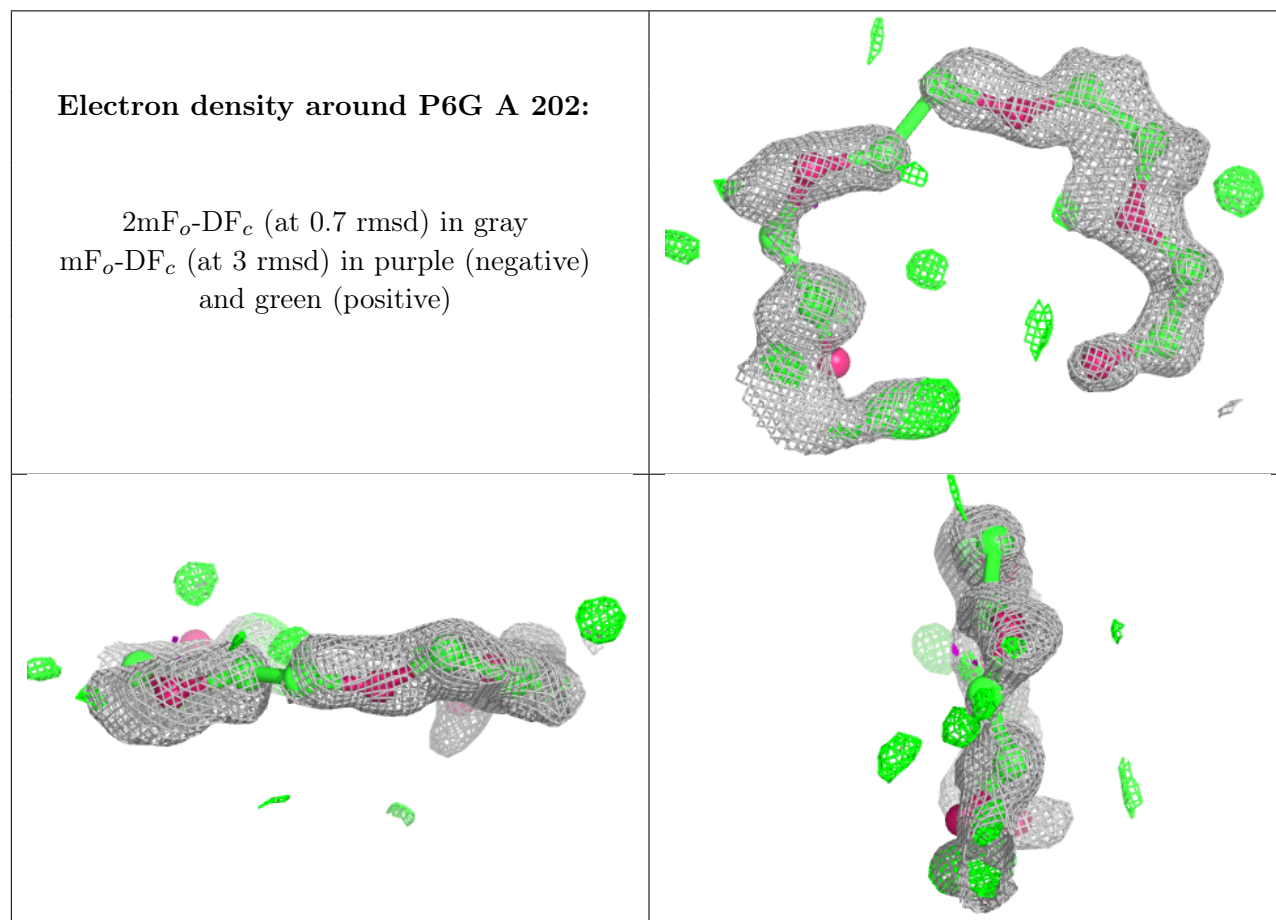 Electron density around P6G A 202:
2mFo-DFc (at 0.7 rmsd) in gray
mFo-DFc (at 3 rmsd) in purple (negative)
and green (positive)